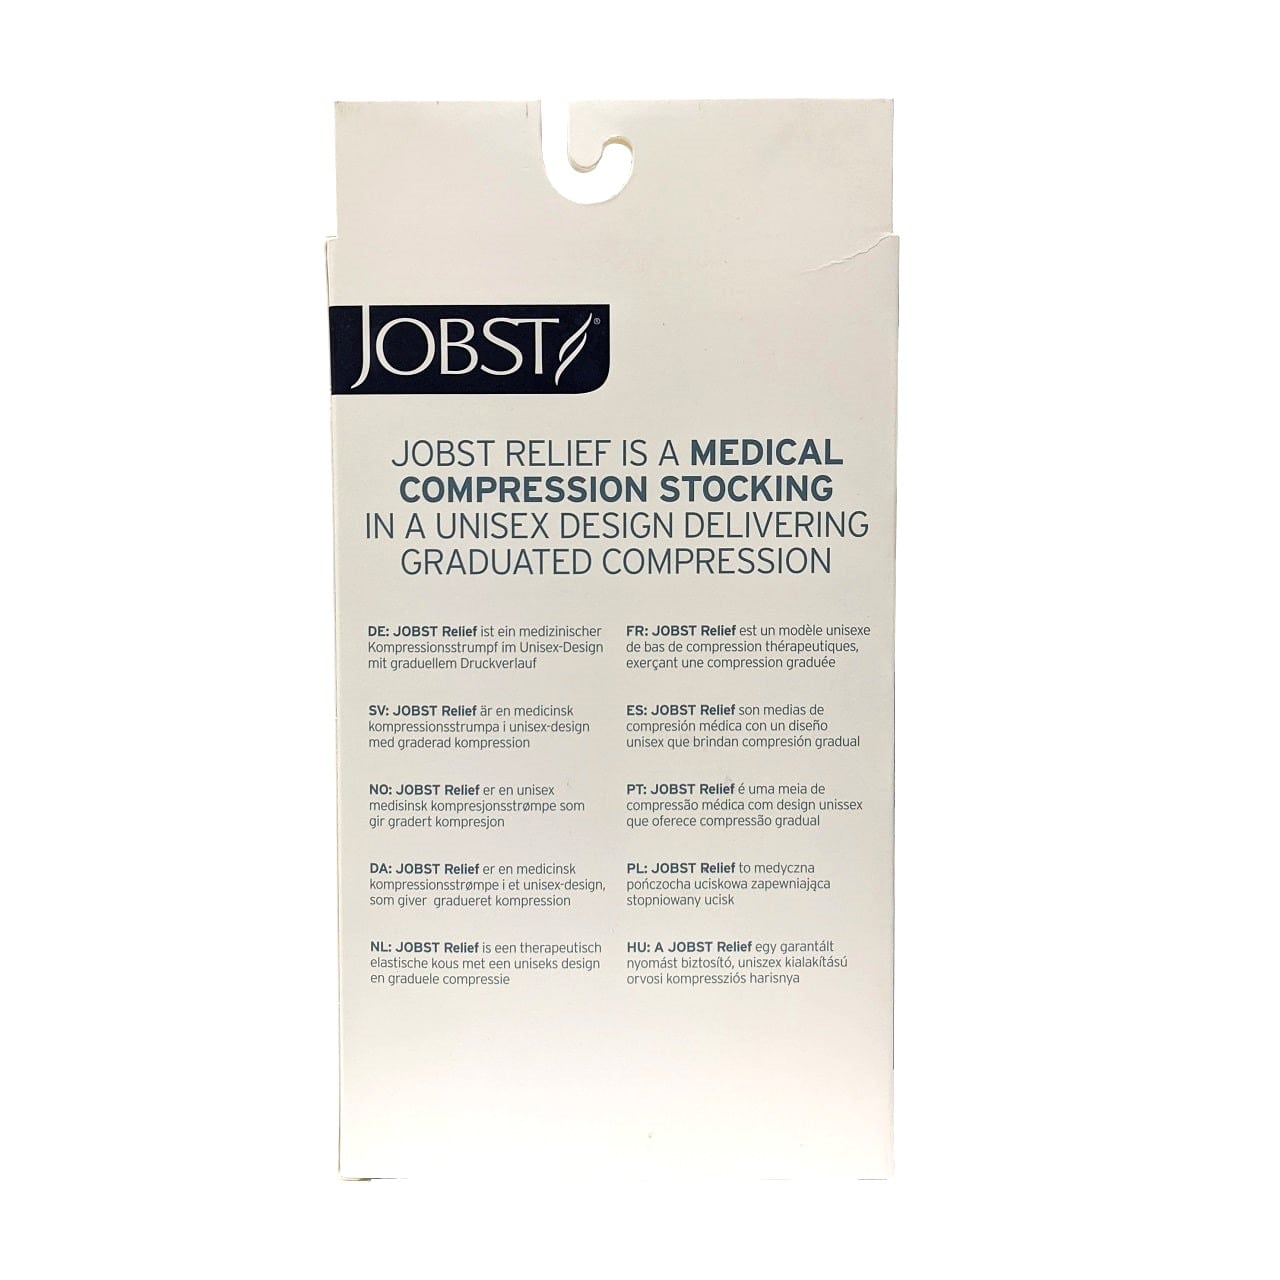 JOBST®
JOBST RELIEF IS A MEDICAL
COMPRESSION STOCKING
IN A UNISEX DESIGN DELIVERING
GRADUATED COMPRESSION
DE: JOBST Relief ist ein medizinischer
Kompressionsstrumpf im Unisex-Design
mit graduellem Druckverlauf
SV: JOBST Relief är en medicinsk
kompressionsstrumpa i unisex-design
med graderad kompression
NO: JOBST Relief er en unisex
medisinsk kompresjonsstrømpe som
gir gradert kompresjon
DA: JOBST Relief er en medicinsk
kompressionsstrømpe i et unisex-design,
som giver gradueret kompression
NL: JOBST Relief is een therapeutisch
elastische kous met een uniseks design
en graduele compressie
FR: JOBST Relief est un modèle unisexe
de bas de compression thérapeutiques,
exerçant une compression graduée
ES: JOBST Relief son medias de
compresión médica con un diseño
unisex que brindan compresión gradual
PT: JOBST Relief é uma meia de
compressão médica com design unissex
que oferece compressão gradual
PL: JOBST Relief to medyczna
pończocha uciskowa zapewniająca
stopniowany ucisk
HU: A JOBST Relief egy garantált
nyomást biztosító, uniszex kialakítású
orvosi kompressziós harisnya